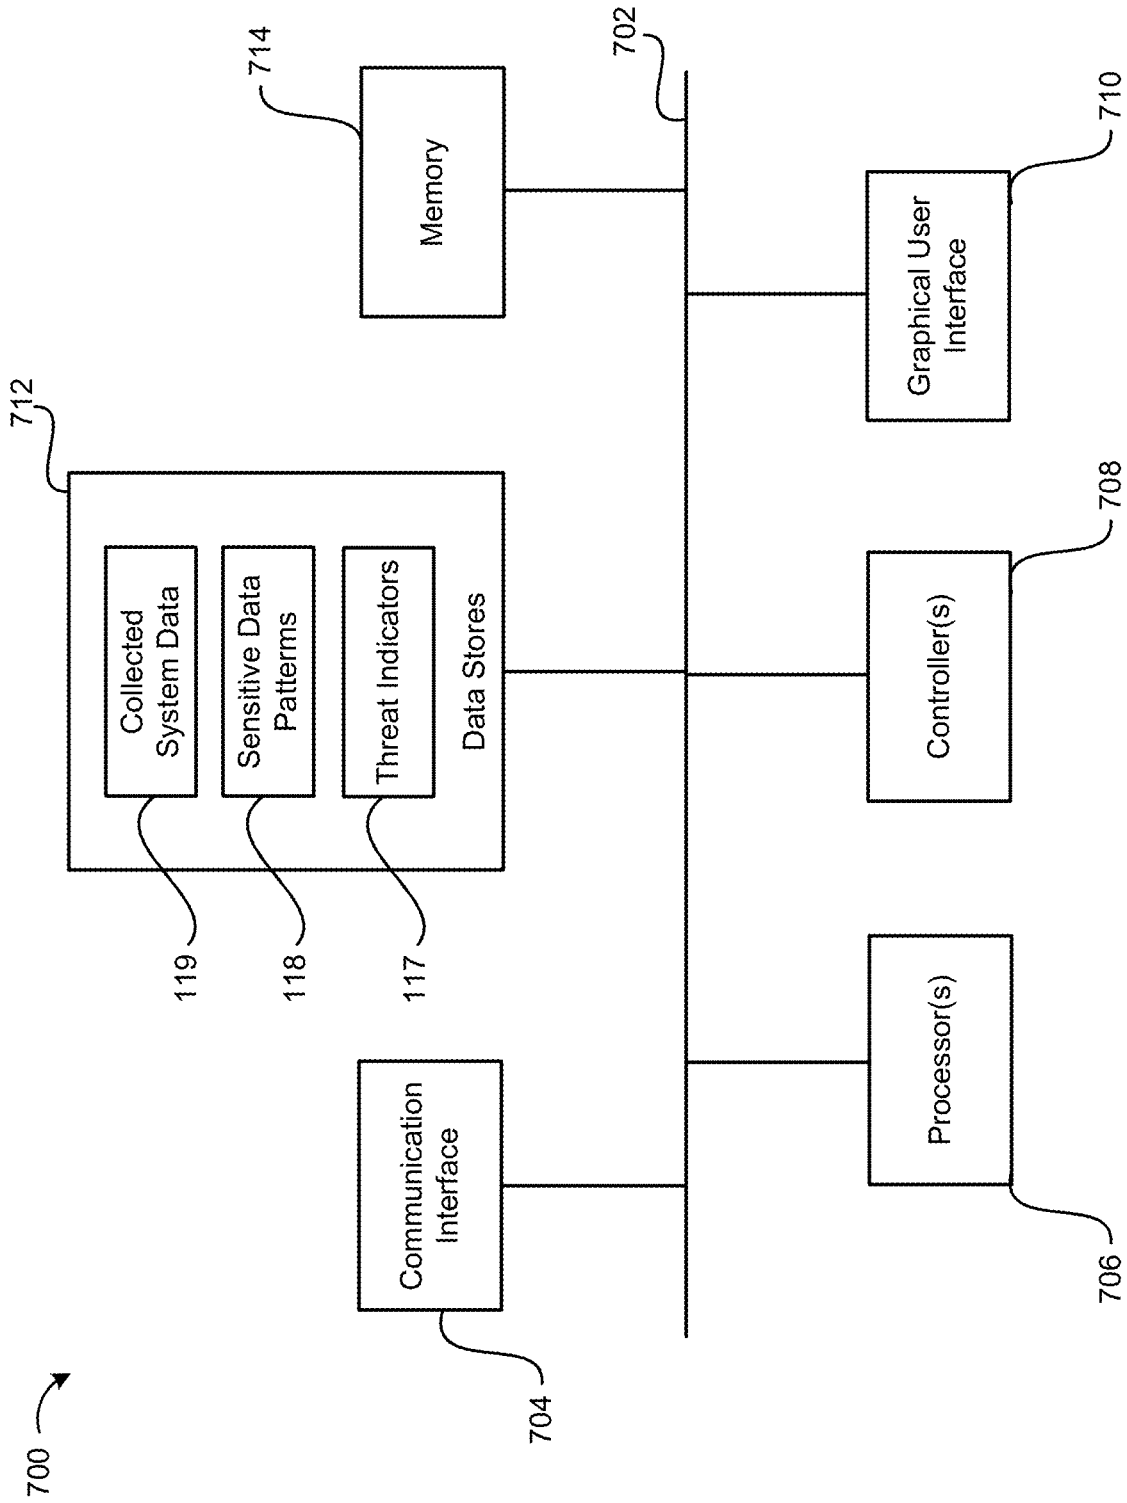 700
712
714
Collected
System Data
119
Sensitive Data
Patterns
118
Threat Indicators
117
Data Stores
Communication
Interface
704
Memory
702
Processor(s)
706
Controller(s)
708
Graphical User
Interface
710